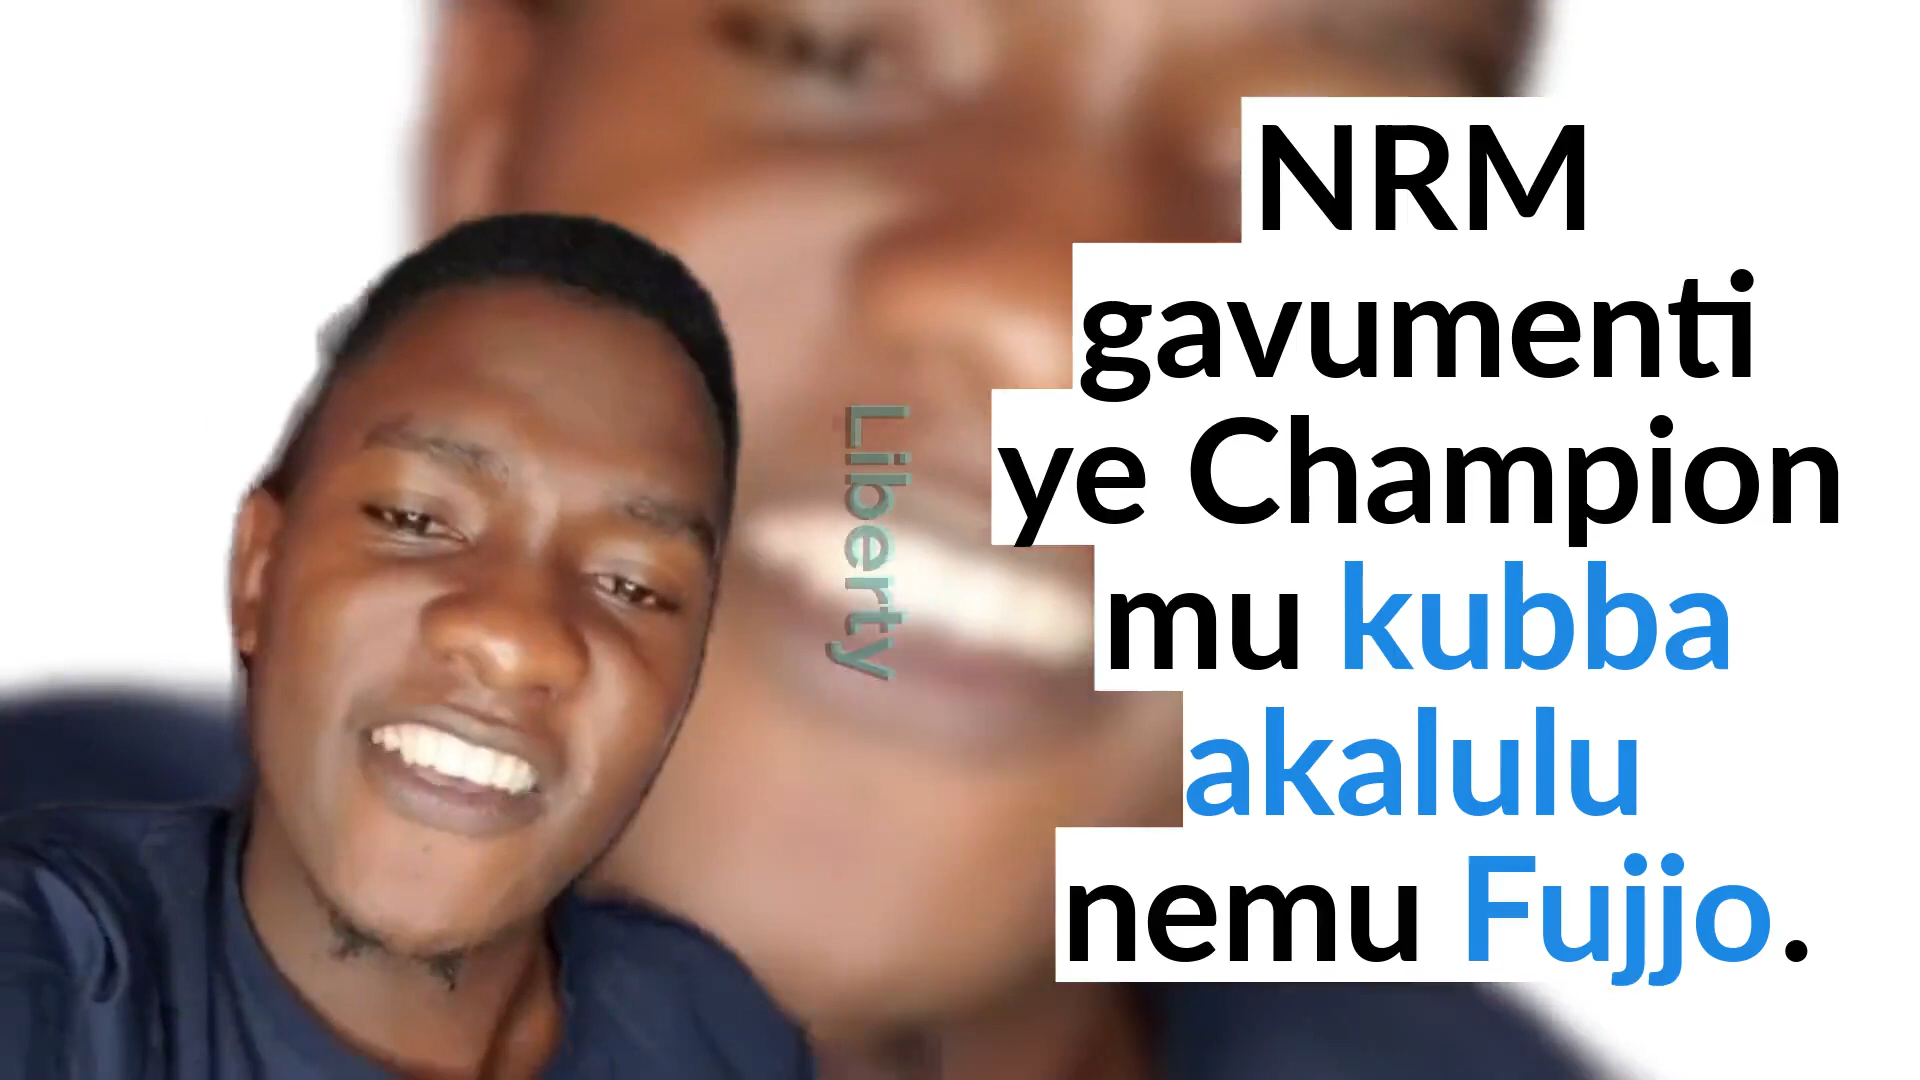 NRM
gavumenti
ye Champion
mu kubba
akalulu
nemu Fujjo.
Liberty